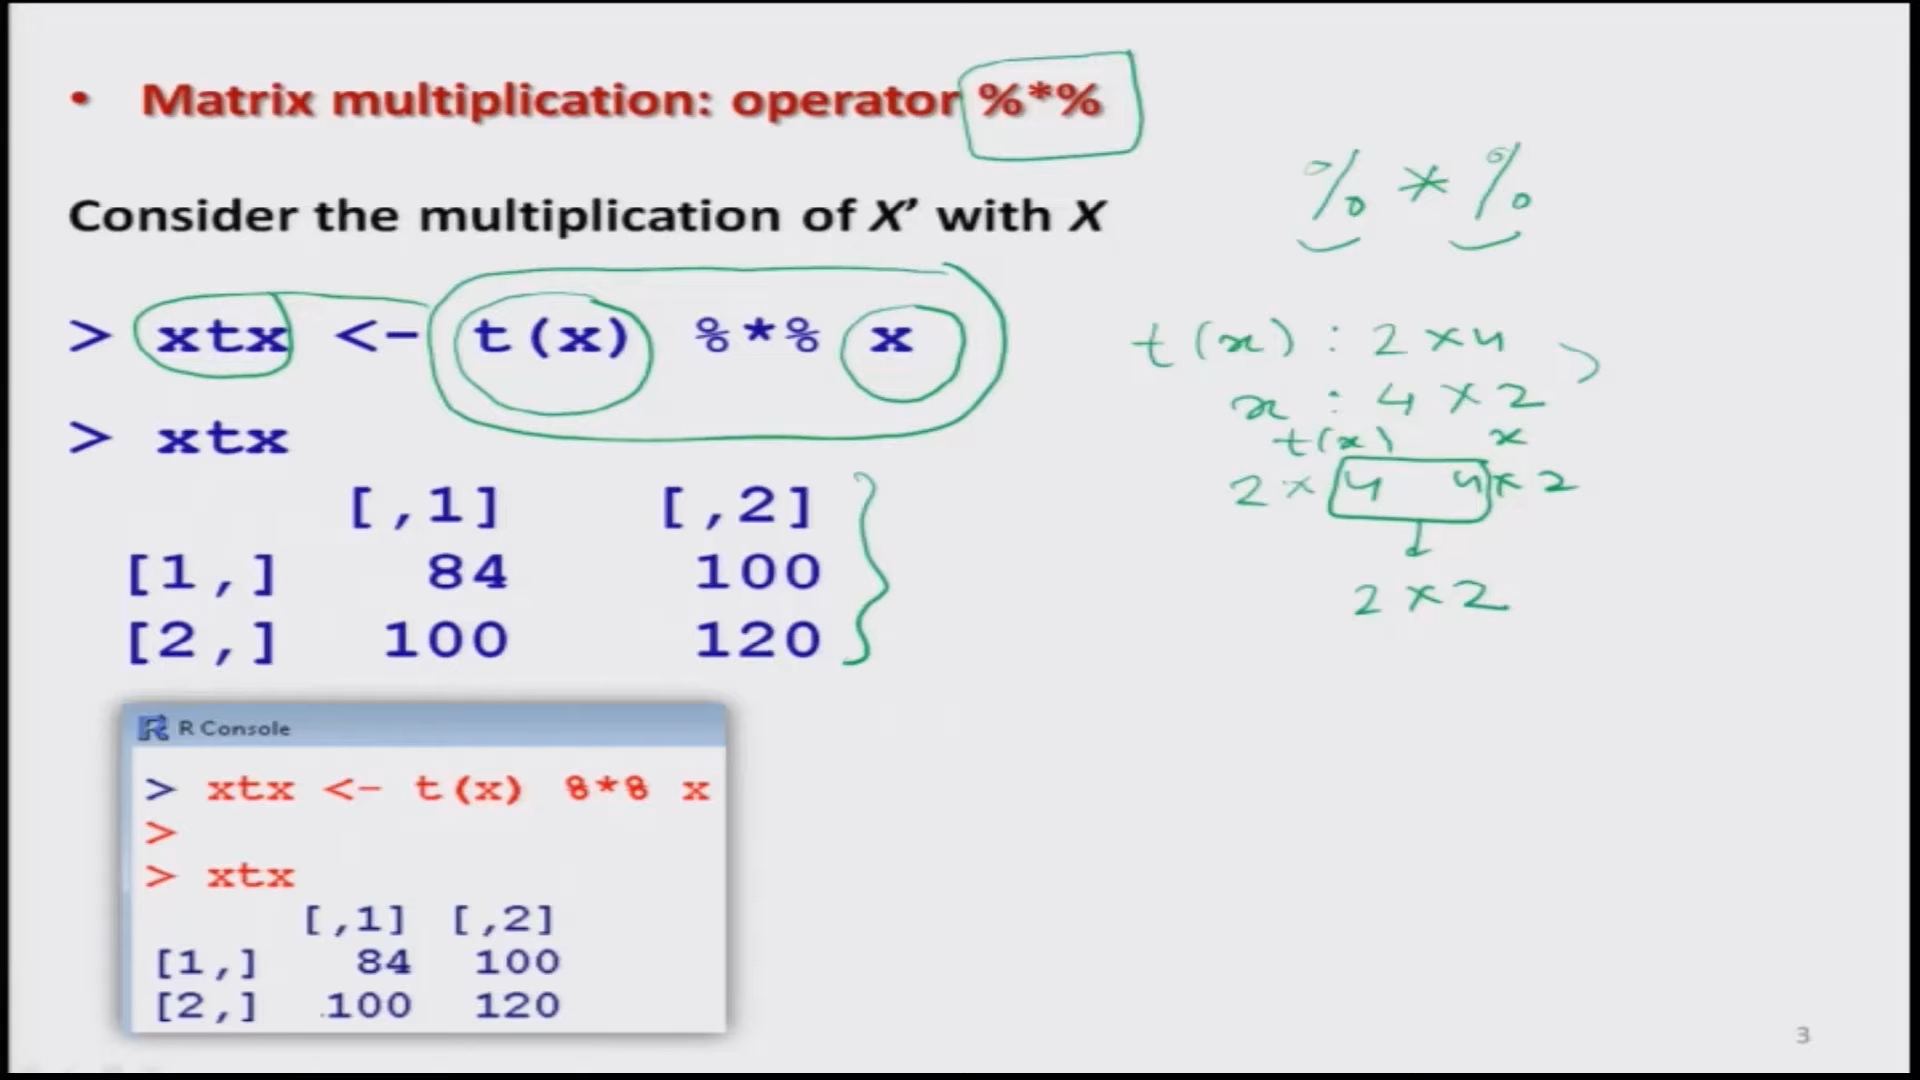 • Matrix multiplication: operator %*%
% * %
Consider the multiplication of X’ with X
> xtx <- t(x) %*% x
> xtx
[,1] [,2]
[1,] 84 100
[2,] 100 120
t(x) : 2 × 4
x : 4 × 2
t(x) x
2 × 4 4 × 2
2 × 2
R Console
> xtx <- t(x) %*% x
>
> xtx
[,1] [,2]
[1,] 84 100
[2,] 100 120
3